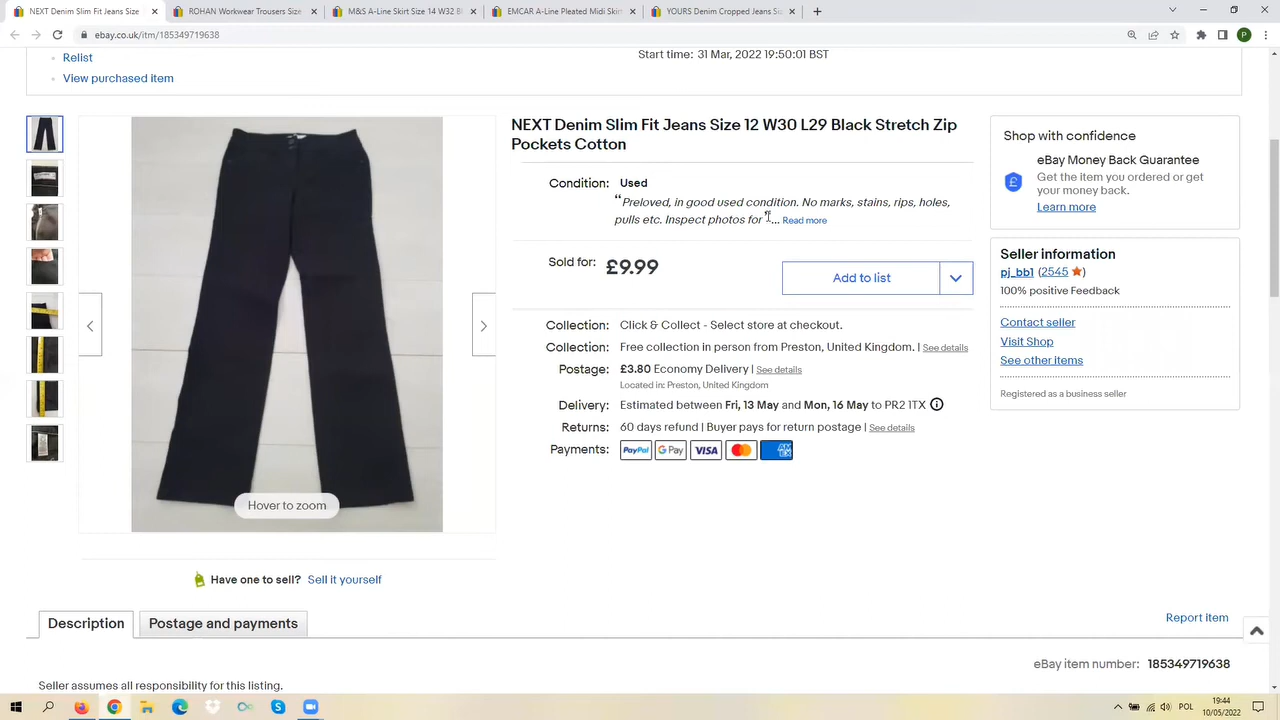 NEXT Denim Slim Fit Jeans Size
ROHAN Workwear Trousers Size
M&S A-Line Skirt Size 14 W32
EMCAR A-Line Pleated Midi Skirt
YOURS Denim Cropped Jeans Si
ebay.co.uk/itm/185349719638
P
Relist
View purchased item
Start time: 31 Mar, 2022 19:50:01 BST
NEXT Denim Slim Fit Jeans Size 12 W30 L29 Black Stretch Zip
Pockets Cotton
Condition: Used
“Preloved, in good used condition. No marks, stains, rips, holes,
pulls etc. Inspect photos for ”... Read more
Sold for: £9.99
Add to list
Collection: Click & Collect - Select store at checkout.
Collection: Free collection in person from Preston, United Kingdom. | See details
Postage: £3.80 Economy Delivery | See details
Located in: Preston, United Kingdom
Delivery: Estimated between Fri, 13 May and Mon, 16 May to PR2 1TX
Returns: 60 days refund | Buyer pays for return postage | See details
Payments: PayPal G Pay VISA AMEX
Shop with confidence
eBay Money Back Guarantee
Get the item you ordered or get
your money back.
Learn more
Seller information
pj_bb1 (2545)
100% positive Feedback
Contact seller
Visit Shop
See other items
Registered as a business seller
Hover to zoom
Have one to sell? Sell it yourself
Description
Postage and payments
Report item
eBay item number: 185349719638
Seller assumes all responsibility for this listing.
POL
19:44
10/05/2022